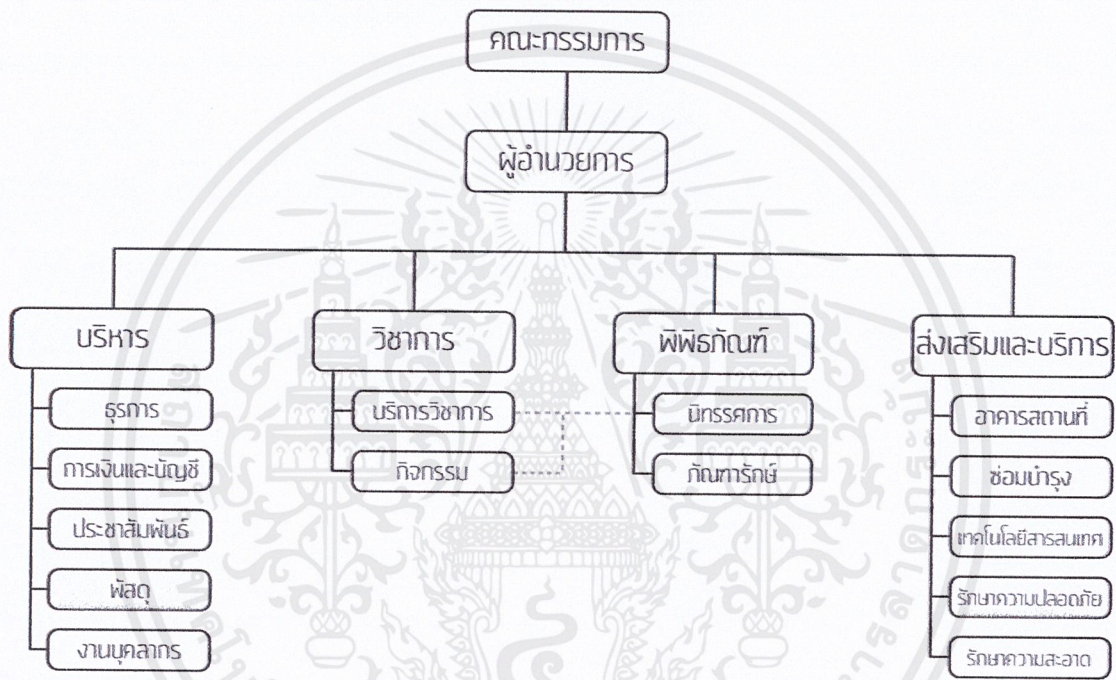 คณะกรรมการ
ผู้อำนวยการ
บริหาร
ธุรการ
การเงินและบัญชี
ประชาสัมพันธ์
พัสดุ
งานบุคลากร
วิชาการ
บริการวิชาการ
กิจกรรม
พิพิธภัณฑ์
นิทรรศการ
ภัณฑารักษ์
ส่งเสริมและบริการ
อาคารสถานที่
ซ่อมบำรุง
เทคโนโลยีสารสนเทศ
รักษาความปลอดภัย
รักษาความสะอาด